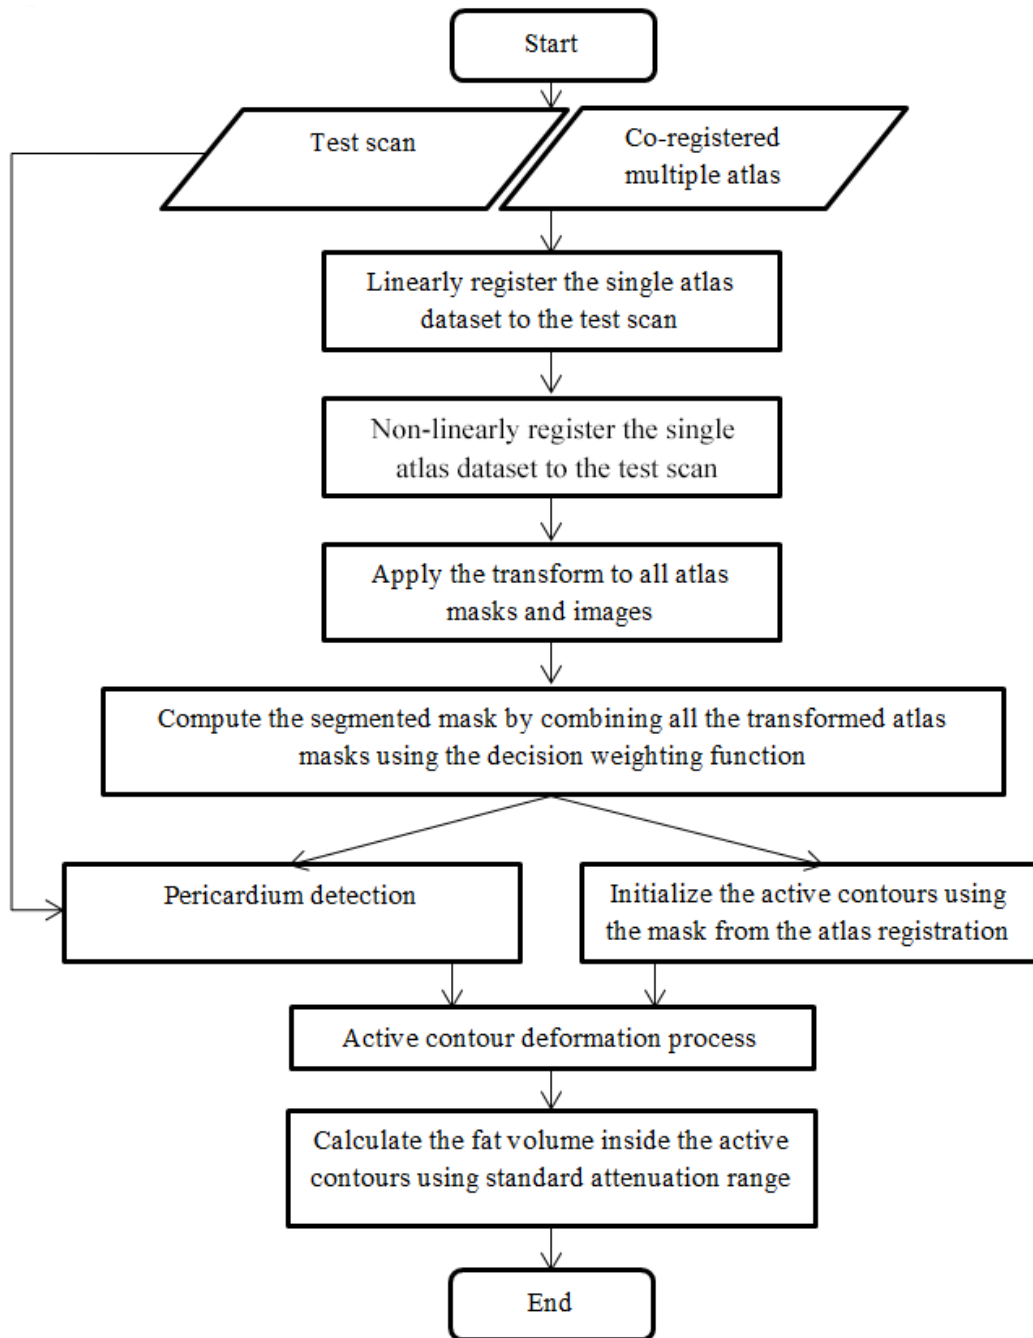 Start
Test scan
Co-registered
multiple atlas
Linearly register the single atlas
dataset to the test scan
Non-linearly register the single
atlas dataset to the test scan
Apply the transform to all atlas
masks and images
Compute the segmented mask by combining all the transformed atlas
masks using the decision weighting function
Pericardium detection
Initialize the active contours using
the mask from the atlas registration
Active contour deformation process
Calculate the fat volume inside the active
contours using standard attenuation range
End